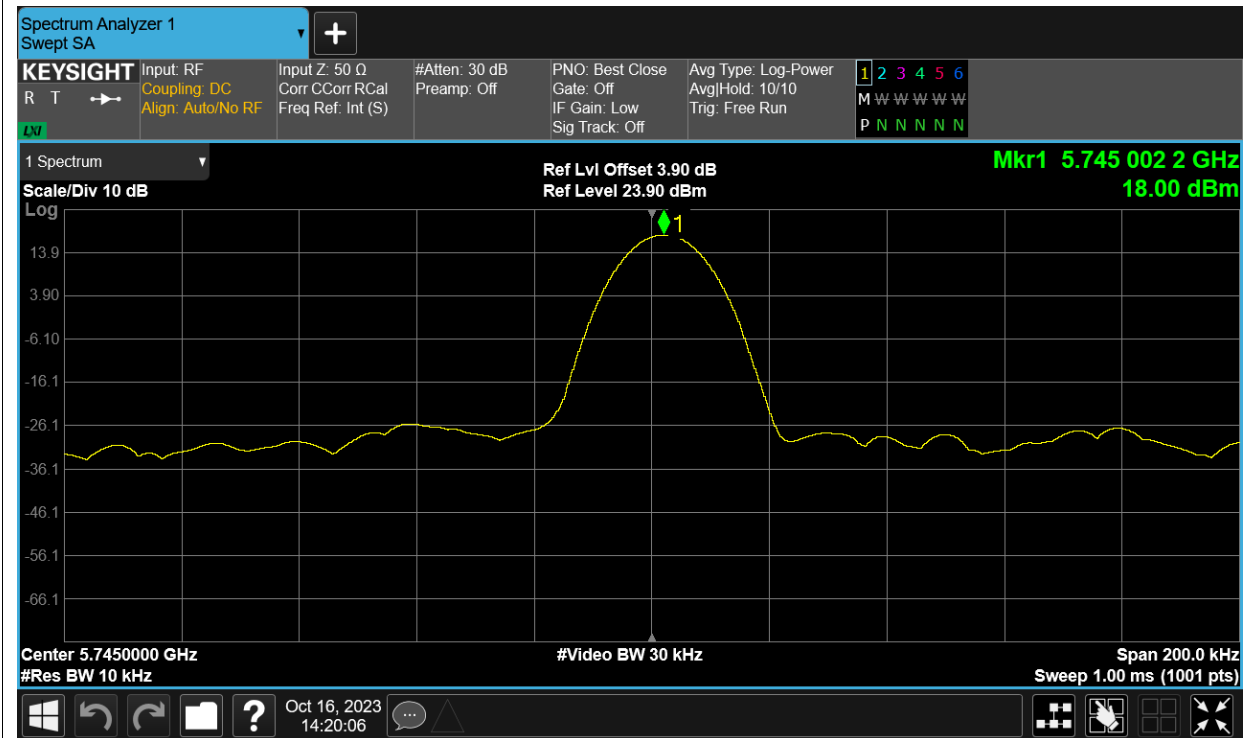 Spectrum Analyzer 1
Swept SA
KEYSIGHT
R T
LXI
Input: RF
Coupling: DC
Align: Auto/No RF
Input Z: 50 Ω
Corr CCorr RCal
Freq Ref: Int (S)
#Atten: 30 dB
Preamp: Off
PNO: Best Close
Gate: Off
IF Gain: Low
Sig Track: Off
Avg Type: Log-Power
Avg|Hold: 10/10
Trig: Free Run
1 2 3 4 5 6
M W W W W W W
P N N N N N N
1 Spectrum
Scale/Div 10 dB
Log
Ref Lvl Offset 3.90 dB
Ref Level 23.90 dBm
Mkr1 5.745 002 2 GHz
18.00 dBm
1
13.9
3.90
-6.10
-16.1
-26.1
-36.1
-46.1
-56.1
-66.1
Center 5.7450000 GHz
#Res BW 10 kHz
#Video BW 30 kHz
Span 200.0 kHz
Sweep 1.00 ms (1001 pts)
?
Oct 16, 2023
14:20:06